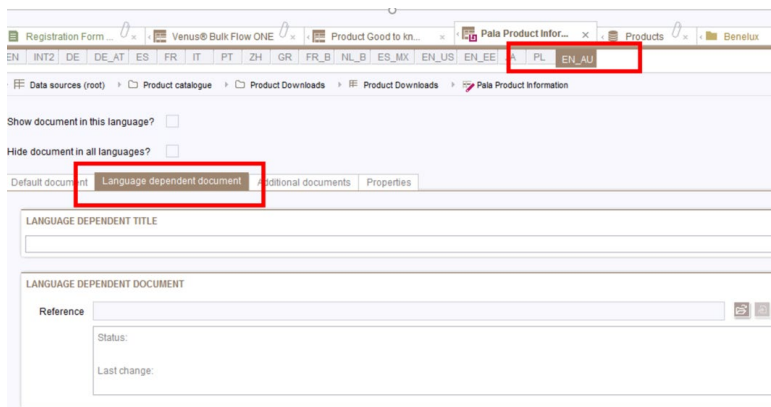 Registration Form ... Venus® Bulk Flow ONE Product Good to kn... Pala Product Infor... Products Benelux
EN INT2 DE DE_AT ES FR IT PT ZH GR FR_B NL_B ES_MX EN_US EN_EE PL EN_AU
Data sources (root) Product catalogue Product Downloads Product Downloads Pala Product Information
Show document in this language?
Hide document in all languages?
Default document Language dependent document Additional documents Properties
LANGUAGE DEPENDENT TITLE
LANGUAGE DEPENDENT DOCUMENT
Reference
Status:
Last change: